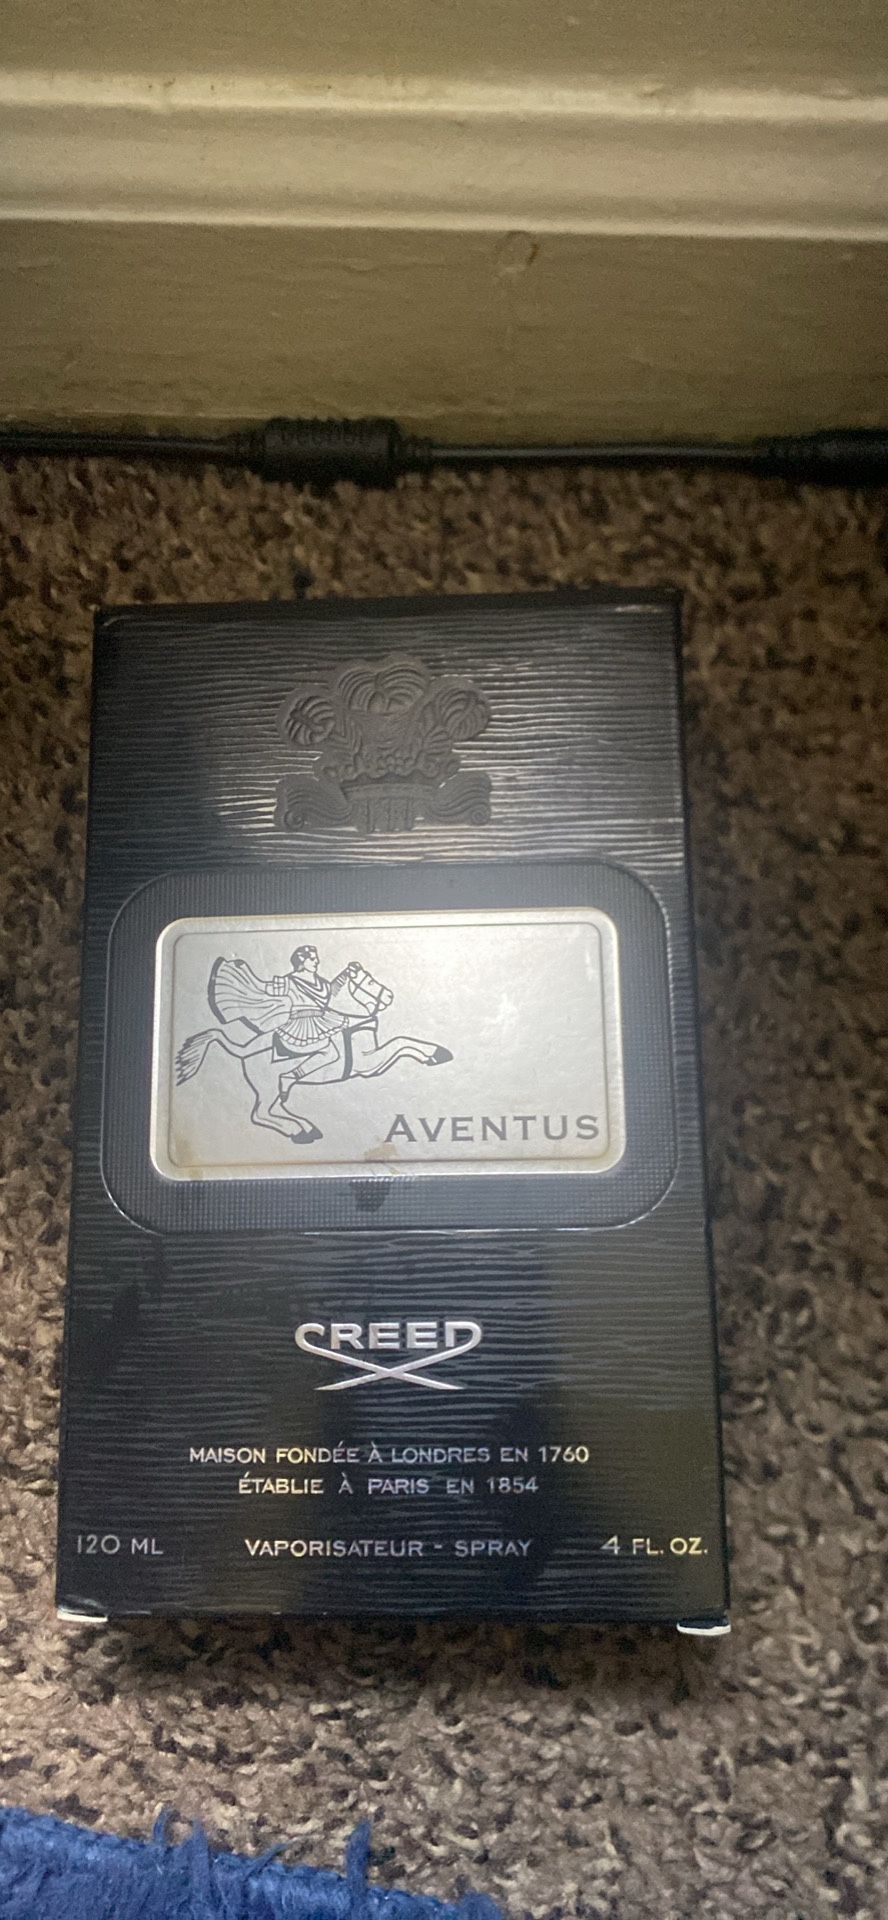 AVENTUS
CREED
MAISON FONDÉE À LONDRES EN 1760
ÉTABLIE À PARIS EN 1854
120 ML VAPORISATEUR - SPRAY 4 FL. OZ.